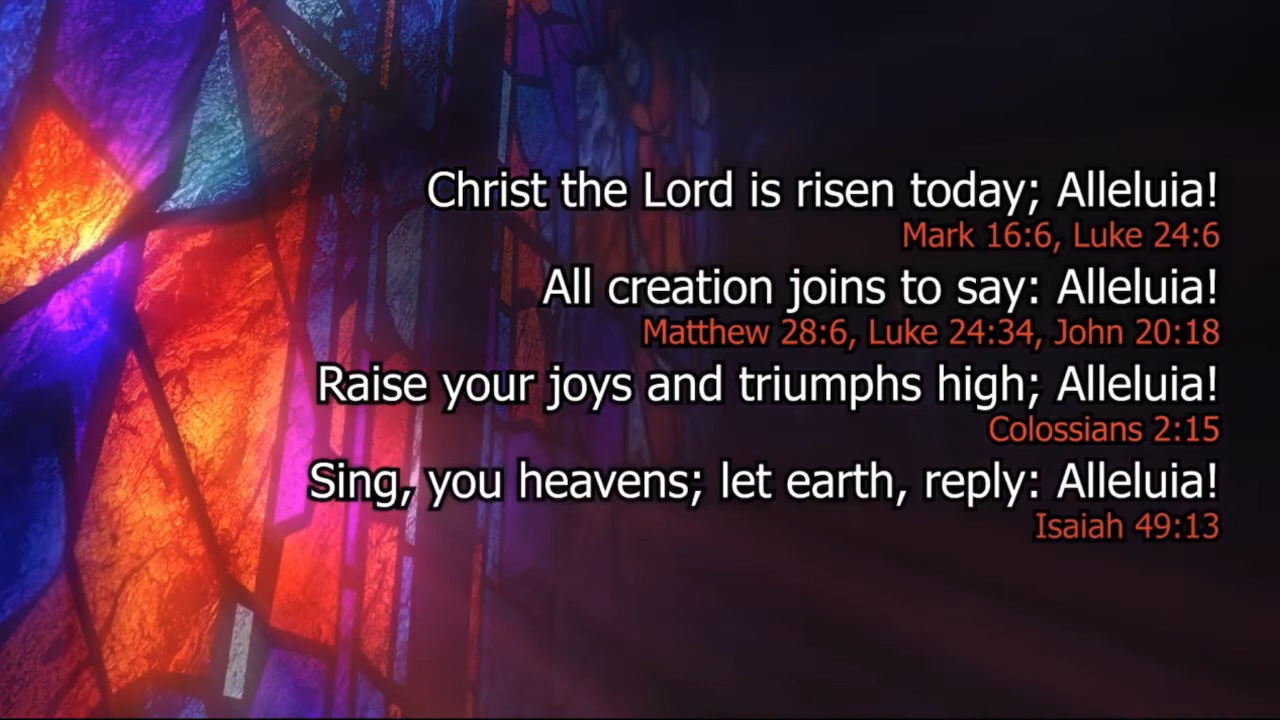 Christ the Lord is risen today; Alleluia!
Mark 16:6, Luke 24:6
All creation joins to say: Alleluia!
Matthew 28:6, Luke 24:34, John 20:18
Raise your joys and triumphs high; Alleluia!
Colossians 2:15
Sing, you heavens; let earth, reply: Alleluia!
Isaiah 49:13